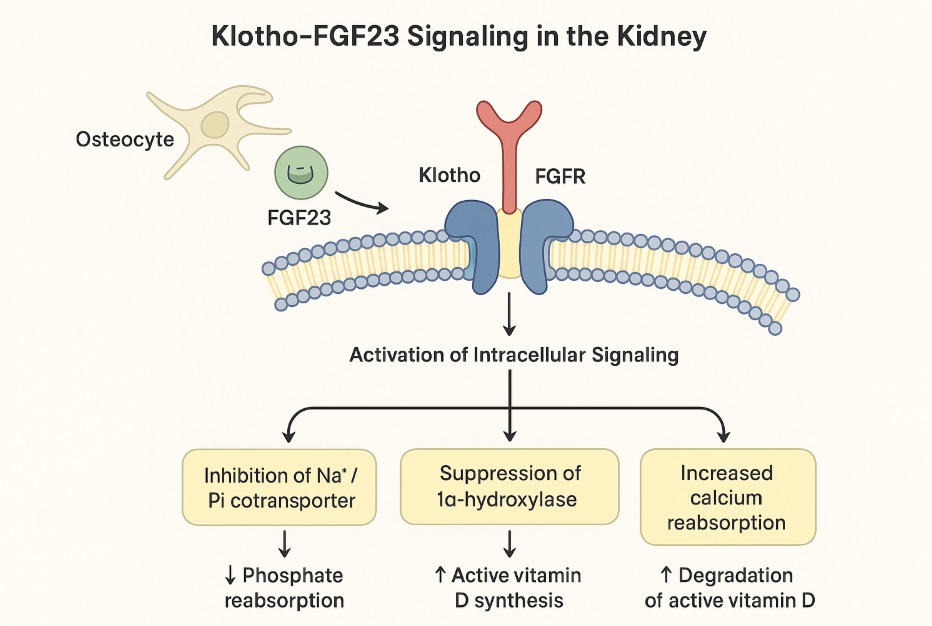 Klotho–FGF23 Signaling in the Kidney
Osteocyte
FGF23
Klotho
FGFR
Activation of Intracellular Signaling
Inhibition of Na⁺/
Pi cotransporter
Suppression of
1α-hydroxylase
Increased
calcium
reabsorption
↓ Phosphate
reabsorption
↑ Active vitamin
D synthesis
↑ Degradation
of active vitamin D